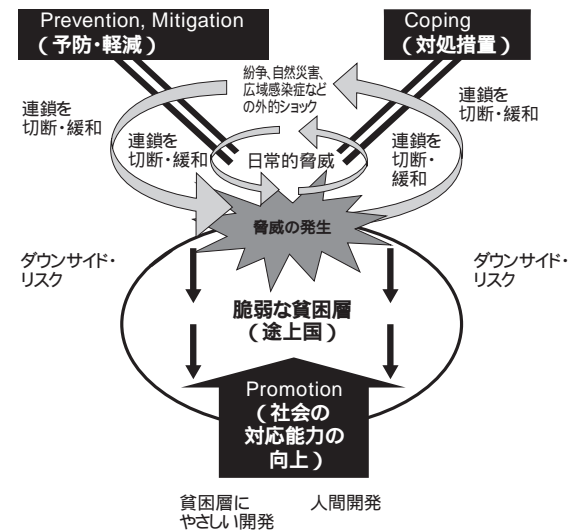 Prevention, Mitigation
（予防・軽減）
Coping
（対処措置）
紛争、自然災害、
広域感染症など
の外的ショック
連鎖を
切断・緩和
連鎖を
切断・緩和
連鎖を
切断・緩和
連鎖を
切断・
緩和
日常的脅威
脅威の発生
ダウンサイド・
リスク
ダウンサイド・
リスク
脆弱な貧困層
（途上国）
Promotion
（社会の
対応能力の
向上）
貧困層に
やさしい開発
人間開発